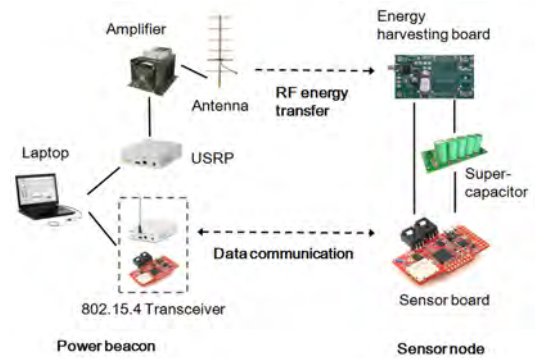 Amplifier
Energy
harvesting board
Antenna
RF energy
transfer
Laptop
USRP
Super-
capacitor
Data communication
802.15.4 Transceiver
Sensor board
Power beacon
Sensor node